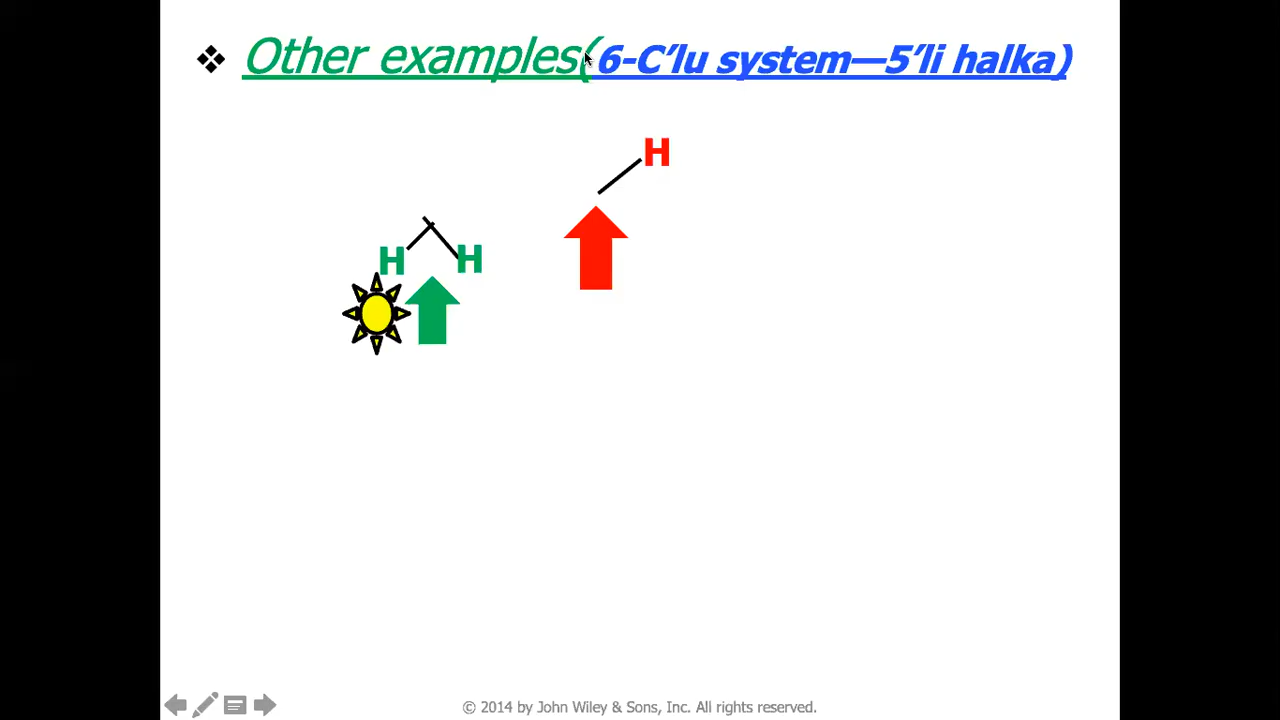 Other examples(6-C’lu system—5’li halka)
H
H H
© 2014 by John Wiley & Sons, Inc. All rights reserved.